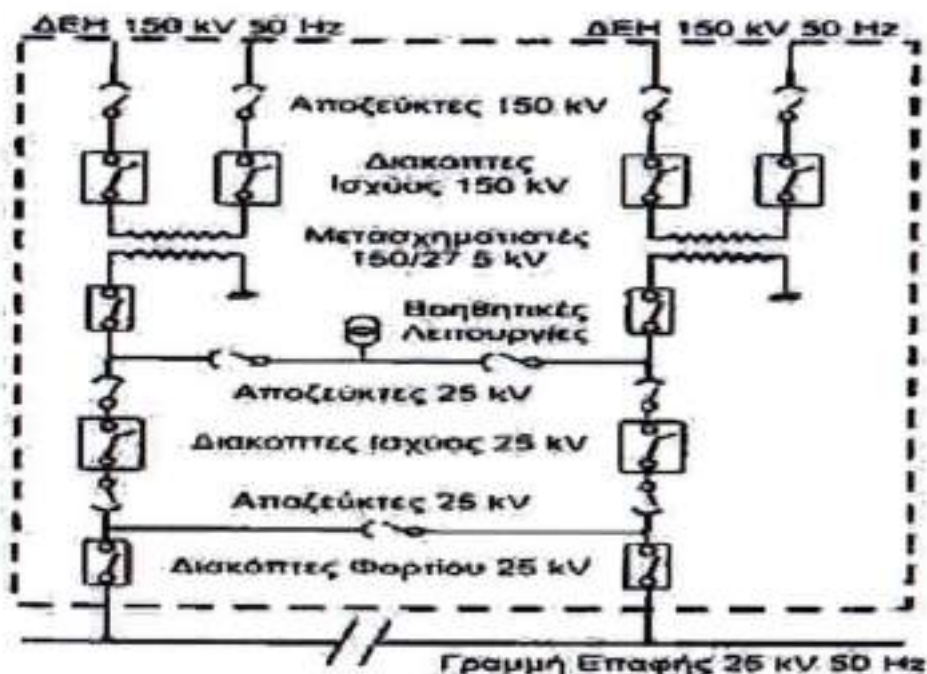 ΔΕΗ 150 kV 50 Hz
ΔΕΗ 150 kV 50 Hz
Αποζεύκτες 150 kV
Διακόπτες
Ισχύος 150 kV
Μετασχηματιστές
150/27 5 kV
Βοηθητικές
Λειτουργίες
Αποζεύκτες 25 kV
Διακόπτες Ισχύος 25 kV
Αποζεύκτες 25 kV
Διακόπτες Φορτίου 25 kV
Γραμμή Επαφής 25 kV 50 Hz